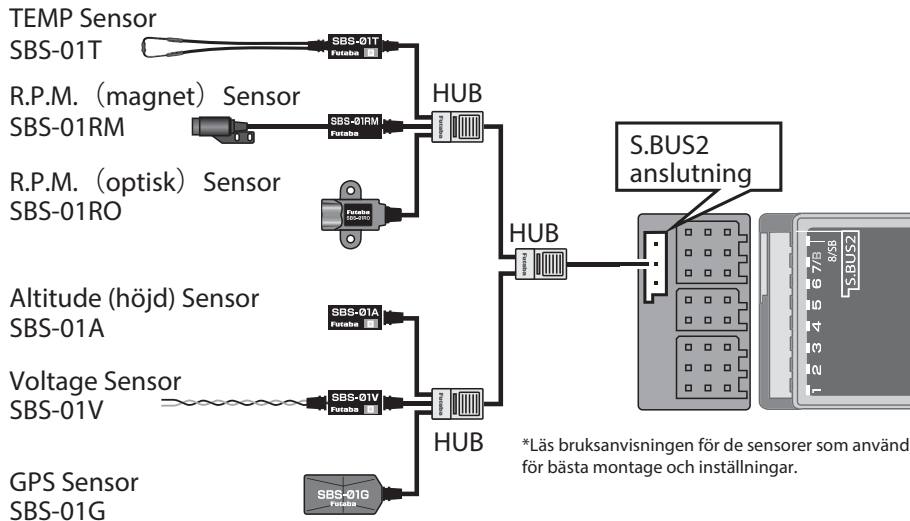 TEMP Sensor
SBS-01T
SBS-01T
Futaba
R.P.M.（magnet） Sensor
SBS-01RM
SBS-01RM
Futaba
HUB
Futaba
R.P.M.（optisk） Sensor
SBS-01RO
Futaba
SBS-01RO
S.BUS2
anslutning
HUB
Futaba
Altitude (höjd) Sensor
SBS-01A
SBS-01A
Futaba
Voltage Sensor
SBS-01V
SBS-01V
Futaba
HUB
Futaba
GPS Sensor
SBS-01G
SBS-01G
Futaba
1 2 3 4 5 6 7/B
8/SB
S.BUS2
*Läs bruksanvisningen för de sensorer som använd
för bästa montage och inställningar.